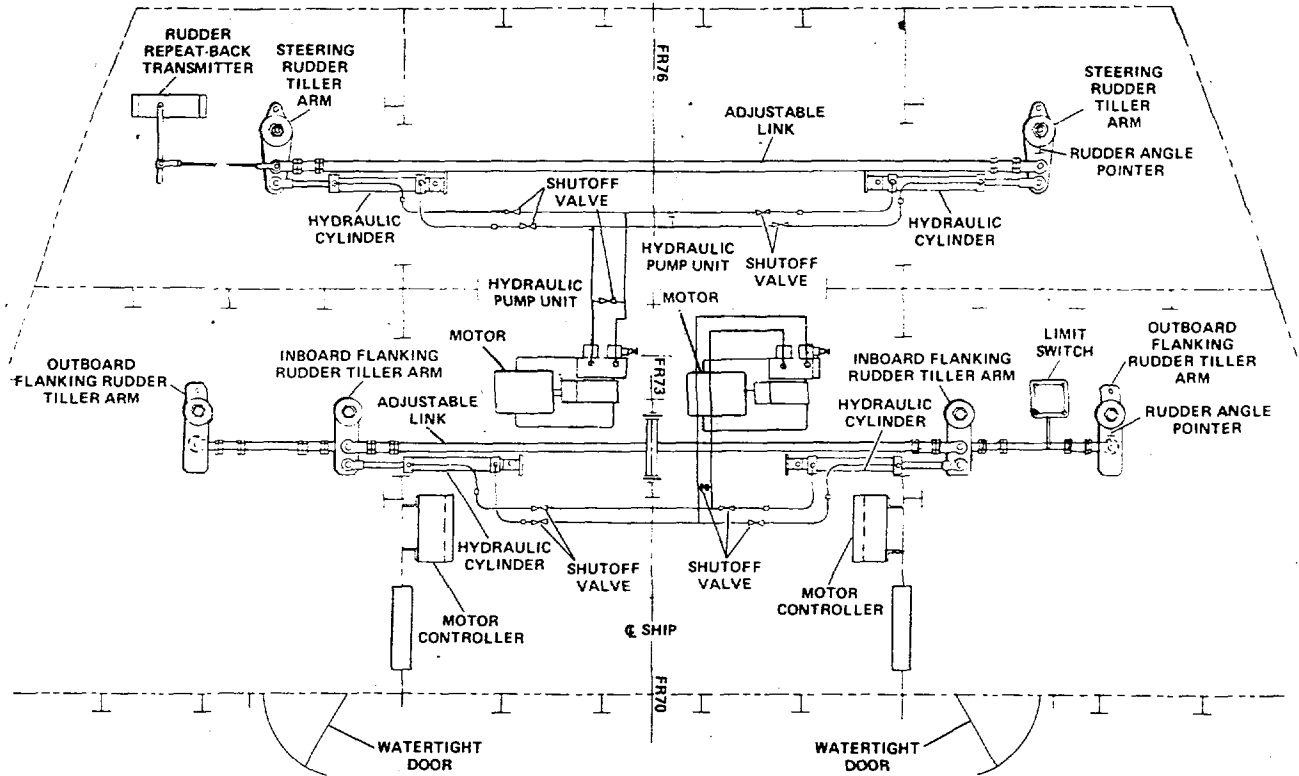 RUDDER
REPEAT-BACK
TRANSMITTER
STEERING
RUDDER
TILLER
ARM
FR76
ADJUSTABLE
LINK
STEERING
RUDDER
TILLER
ARM
RUDDER ANGLE
POINTER
SHUTOFF
VALVE
HYDRAULIC
CYLINDER
HYDRAULIC
PUMP UNIT
SHUTOFF
VALVE
HYDRAULIC
CYLINDER
HYDRAULIC
PUMP UNIT
MOTOR
MOTOR
LIMIT
SWITCH
OUTBOARD
FLANKING
RUDDER TILLER
ARM
OUTBOARD
FLANKING RUDDER
TILLER ARM
INBOARD FLANKING
RUDDER TILLER ARM
FR73
INBOARD FLANKING
RUDDER TILLER ARM
ADJUSTABLE
LINK
HYDRAULIC
CYLINDER
RUDDER ANGLE
POINTER
HYDRAULIC
CYLINDER
SHUTOFF
VALVE
SHUTOFF
VALVE
MOTOR
CONTROLLER
MOTOR
CONTROLLER
℄ SHIP
FR70
WATERTIGHT
DOOR
WATERTIGHT
DOOR